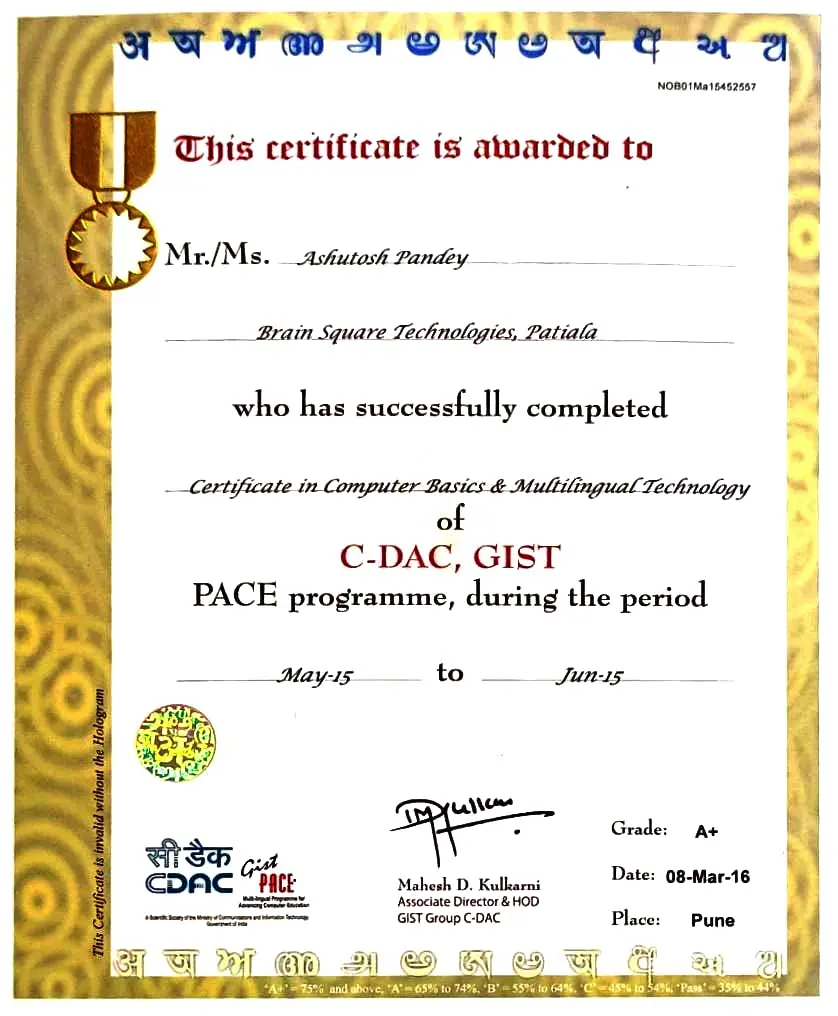 अ অ ਅ അ அ అ ଅ ಅ অ અ
NOB01Ma15452557
This certificate is awarded to
Mr./Ms. Ashutosh Pandey
Brain Square Technologies, Patiala
who has successfully completed
Certificate in Computer Basics & Multilingual Technology
of
C-DAC, GIST
PACE programme, during the period
May-15 to Jun-15
This Certificate is invalid without the Hologram
सी डैक
CDAC
Gist
PACE
Multi-lingual Programme for
Advancing Computer Education
A Scientific Society of the Ministry of Communications and Information Technology
Government of India
Mahesh D. Kulkarni
Associate Director & HOD
GIST Group C-DAC
Grade: A+
Date: 08-Mar-16
Place: Pune
'A+' = 75% and above, 'A' = 65% to 74%, 'B' = 55% to 64%, 'C' = 45% to 54%, 'Pass' = 35% to 44%